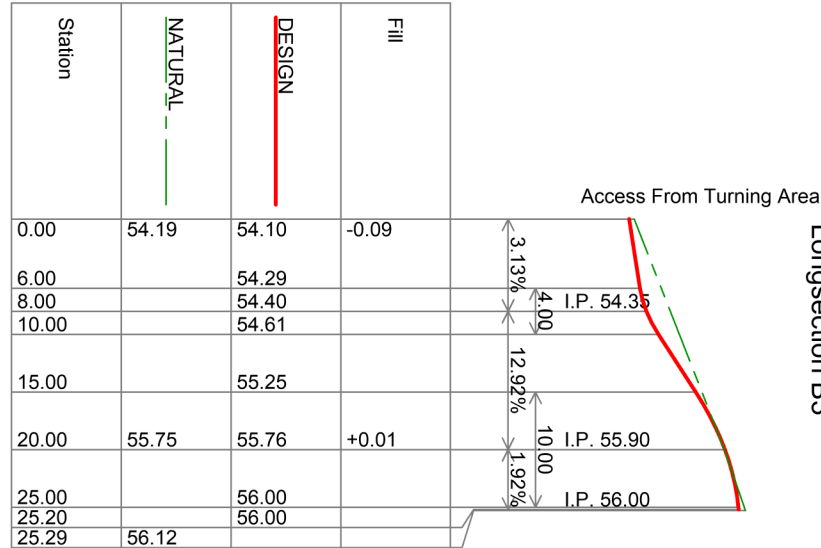 Station NATURAL DESIGN Fill
Access From Turning Area
0.00 54.19 54.10 -0.09
3.13%
6.00 54.29
8.00 54.40 4.00 I.P. 54.35
10.00 54.61
12.92%
15.00 55.25
20.00 55.75 55.76 +0.01 10.00 I.P. 55.90
1.92%
25.00 56.00 I.P. 56.00
25.20 56.00
25.29 56.12